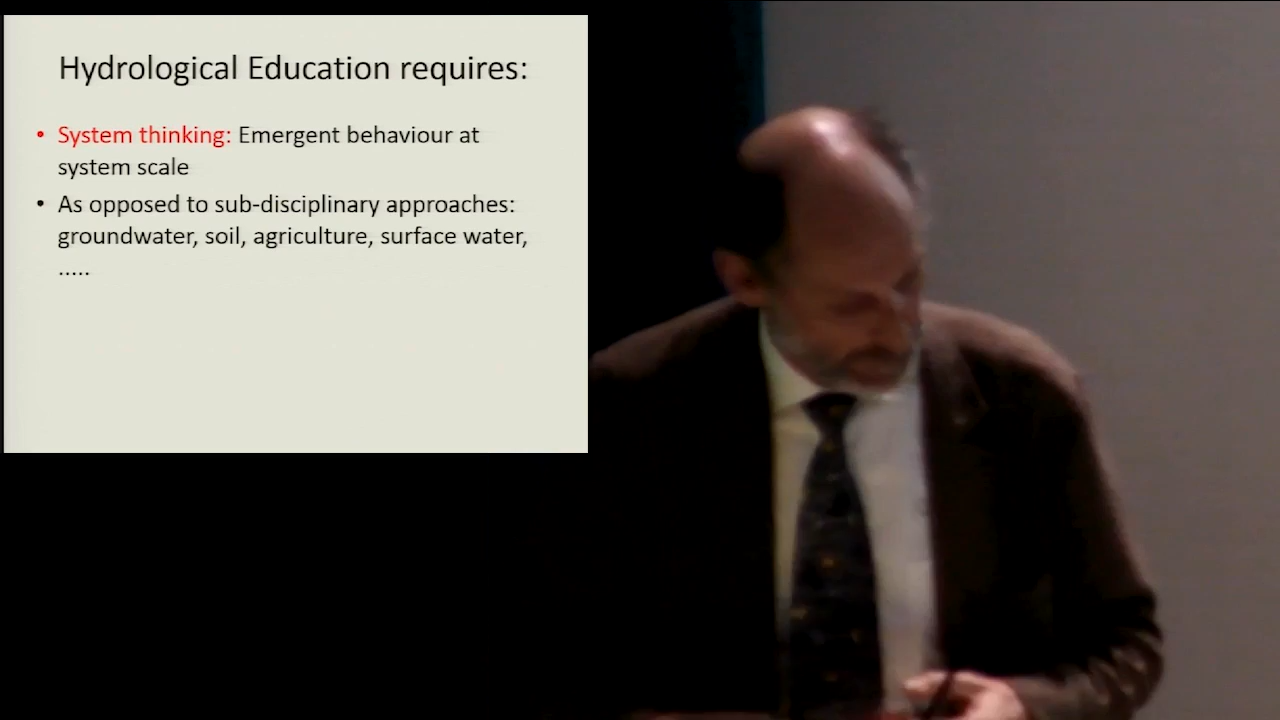 Hydrological Education requires:
• System thinking: Emergent behaviour at
system scale
• As opposed to sub-disciplinary approaches:
groundwater, soil, agriculture, surface water,
.....